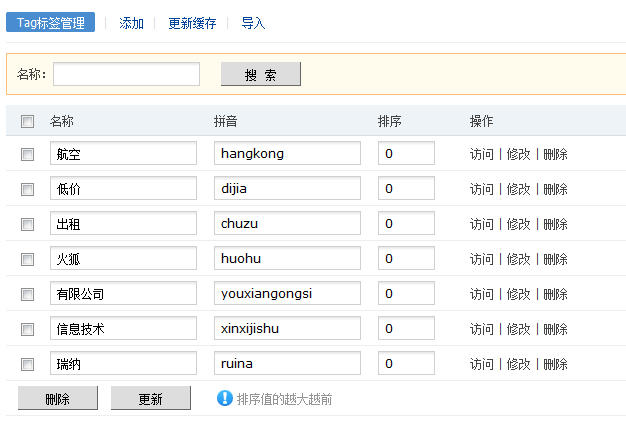 Tag标签管理 | 添加 | 更新缓存 | 导入
名称: 搜 索
名称 拼音 排序 操作
航空 hangkong 0 访问 | 修改 | 删除
低价 dijia 0 访问 | 修改 | 删除
出租 chuzu 0 访问 | 修改 | 删除
火狐 huohu 0 访问 | 修改 | 删除
有限公司 youxiangongsi 0 访问 | 修改 | 删除
信息技术 xinxijishu 0 访问 | 修改 | 删除
瑞纳 ruina 0 访问 | 修改 | 删除
删除 更新 排序值的越大越前